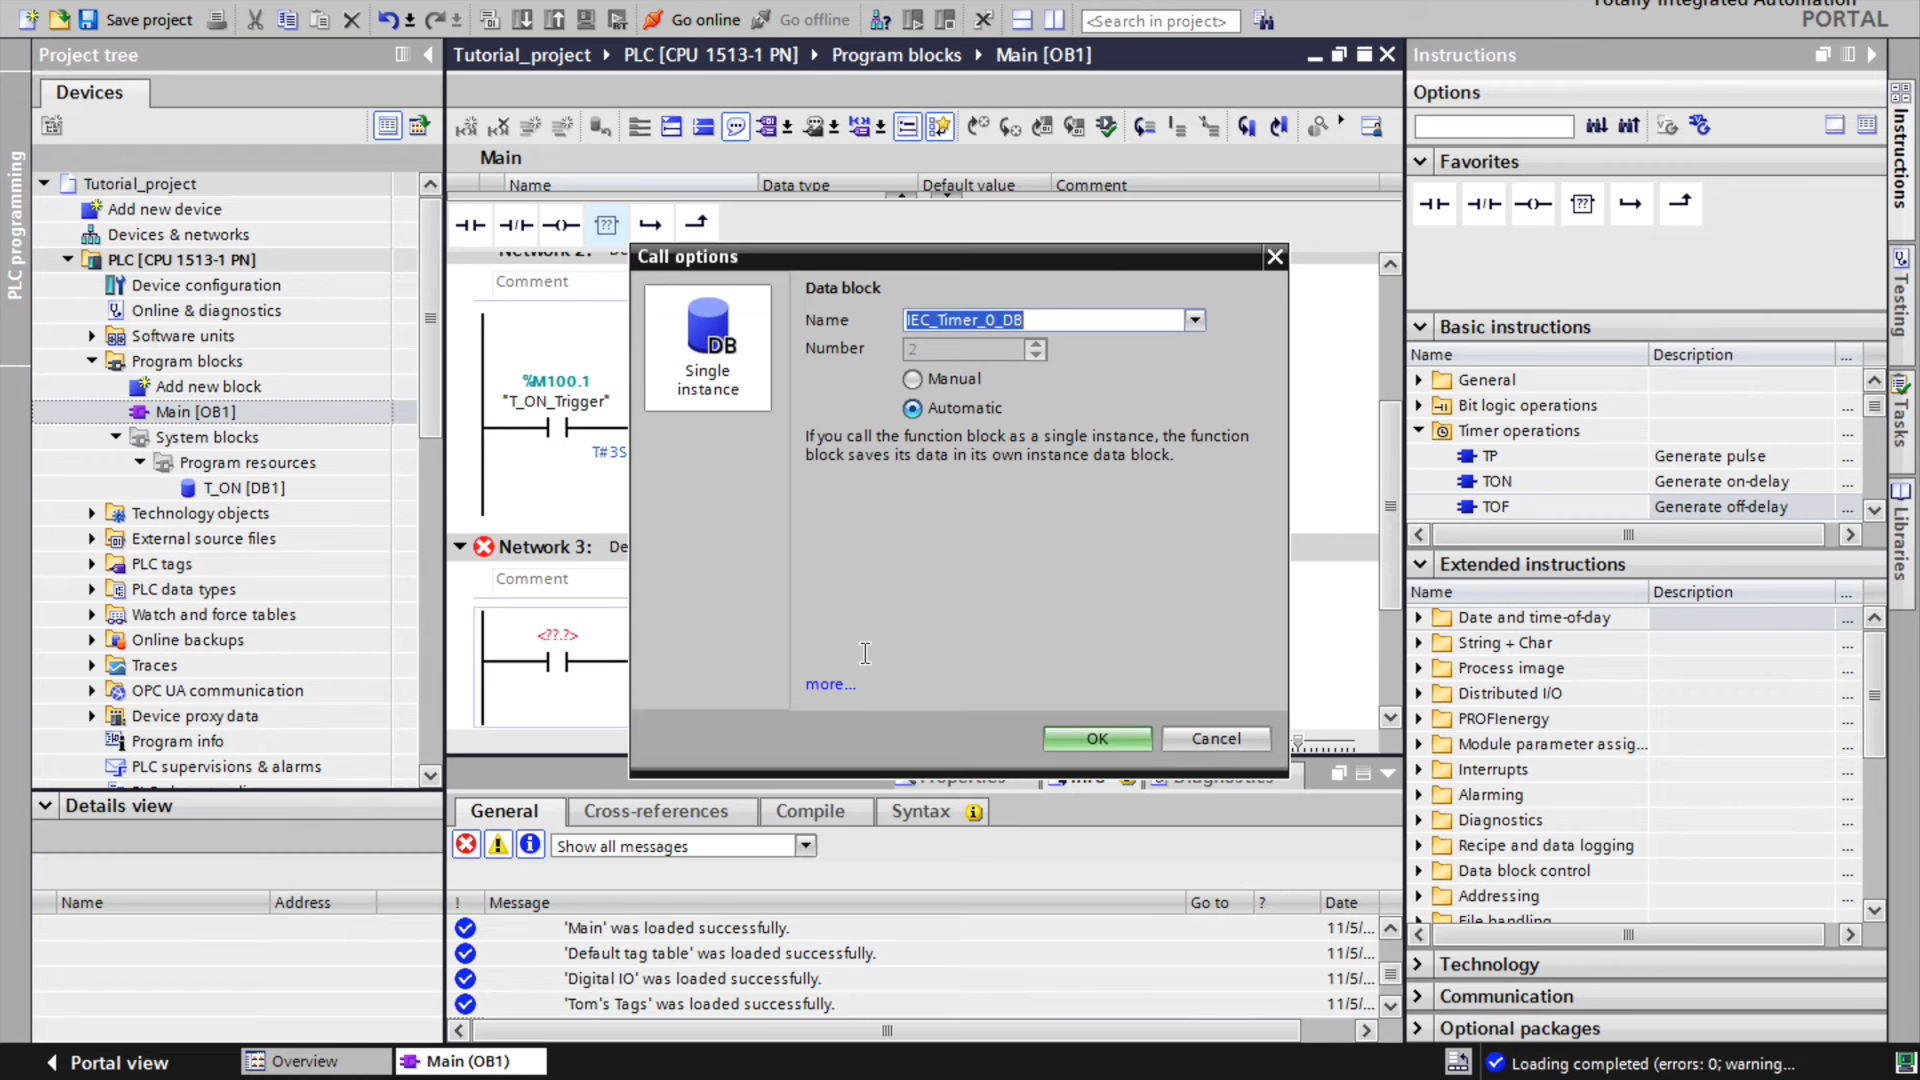 Totally Integrated Automation
PORTAL
Save project
Go online
Go offline
<Search in project>
Project tree
Tutorial_project
PLC [CPU 1513-1 PN]
Program blocks
Main [OB1]
Instructions
Devices
Options
Main
Name
Data type
Default value
Comment
Favorites
PLC programming
Tutorial_project
Add new device
Devices & networks
PLC [CPU 1513-1 PN]
Device configuration
Online & diagnostics
Software units
Program blocks
Add new block
Main [OB1]
System blocks
Program resources
T_ON [DB1]
Technology objects
External source files
PLC tags
PLC data types
Watch and force tables
Online backups
Traces
OPC UA communication
Device proxy data
Program info
PLC supervisions & alarms
Details view
Name
Address
Network 2:
Comment
%M100.1
"T_ON_Trigger"
T#3S
Network 3:
De
Comment
<??.?>
Call options
DB
Single
instance
Data block
Name
IEC_Timer_0_DB
Number
2
Manual
Automatic
If you call the function block as a single instance, the function
block saves its data in its own instance data block.
more...
OK
Cancel
Properties
Info
Diagnostics
General
Cross-references
Compile
Syntax
Show all messages
!
Message
Go to
?
Date
'Main' was loaded successfully.
11/5/...
'Default tag table' was loaded successfully.
11/5/...
'Digital IO' was loaded successfully.
11/5/...
'Tom's Tags' was loaded successfully.
11/5/...
Basic instructions
Name
Description
...
General
Bit logic operations
...
Timer operations
...
TP
Generate pulse
...
TON
Generate on-delay
...
TOF
Generate off-delay
...
Extended instructions
Name
Description
...
Date and time-of-day
...
String + Char
...
Process image
...
Distributed I/O
...
PROFIenergy
...
Module parameter assig...
...
Interrupts
...
Alarming
...
Diagnostics
...
Recipe and data logging
...
Data block control
...
Addressing
...
File handling
Technology
Communication
Optional packages
Instructions
Testing
Tasks
Libraries
Portal view
Overview
Main (OB1)
Loading completed (errors: 0; warning...